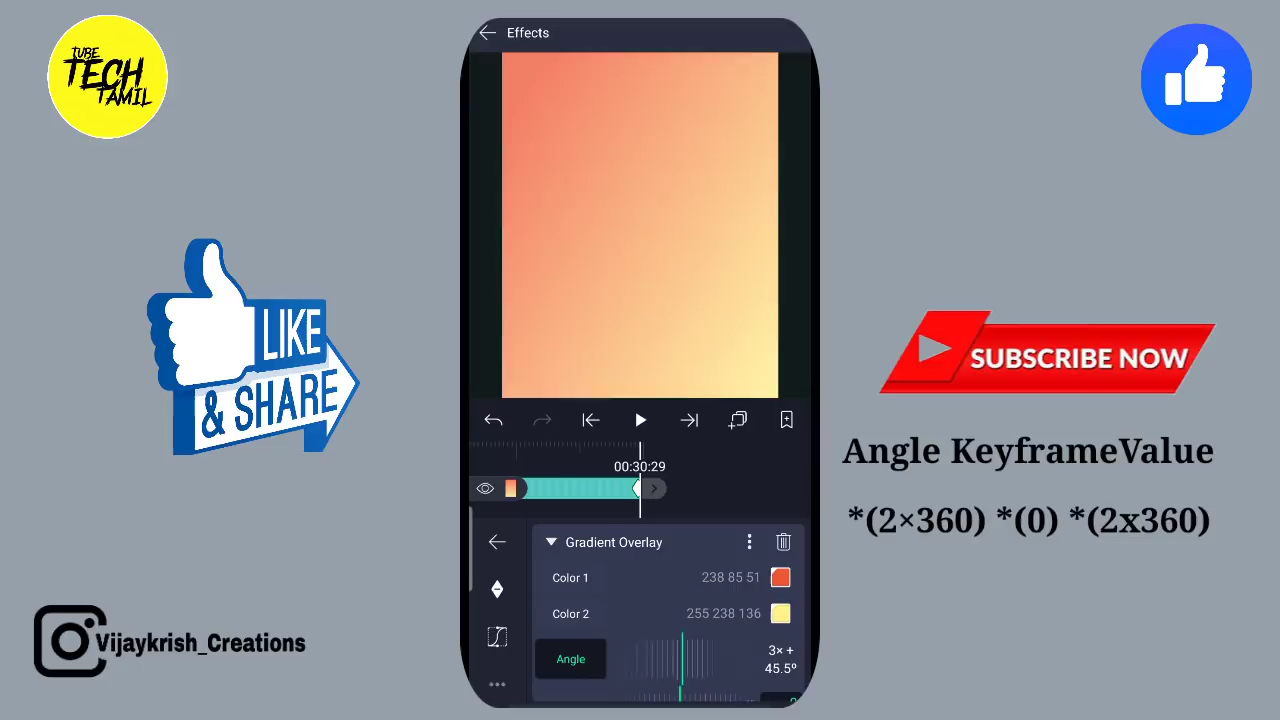 TUBE
TECH
TAMIL
Effects
LIKE
& SHARE
SUBSCRIBE NOW
00:30:29
Angle KeyframeValue
*(2×360) *(0) *(2x360)
Gradient Overlay
Color 1 238 85 51
Color 2 255 238 136
Angle 3× +
45.5º
Vijaykrish_Creations